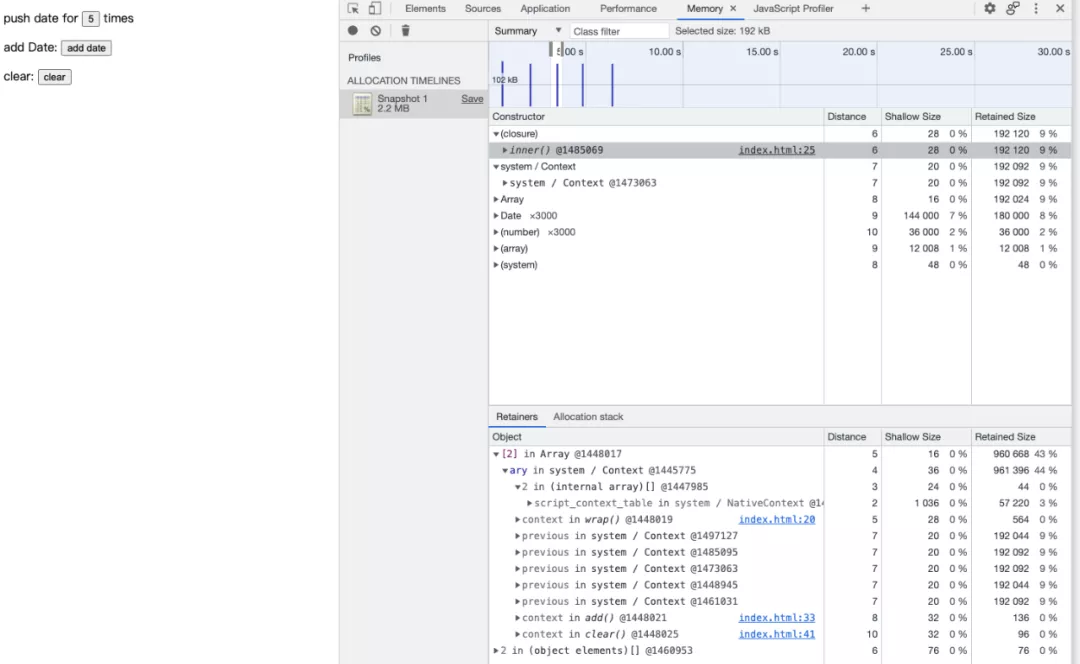 push date for 5 times
add Date: add date
clear: clear
Elements Sources Application Performance Memory × JavaScript Profiler +
Profiles
ALLOCATION TIMELINES
Snapshot 1 Save
2.2 MB
Summary ▼ Class filter Selected size: 192 kB
5.00 s 10.00 s 15.00 s 20.00 s 25.00 s 30.00 s
102 kB
Constructor Distance Shallow Size Retained Size
▼(closure) 6 28 0 % 192 120 9 %
▶inner() @1485069 index.html:25 6 28 0 % 192 120 9 %
▼system / Context 7 20 0 % 192 092 9 %
▶system / Context @1473063 7 20 0 % 192 092 9 %
▶Array 8 16 0 % 192 024 9 %
▶Date ×3000 9 144 000 7 % 180 000 8 %
▶(number) ×3000 10 36 000 2 % 36 000 2 %
▶(array) 9 12 008 1 % 12 008 1 %
▶(system) 8 48 0 % 48 0 %
Retainers Allocation stack
Object Distance Shallow Size Retained Size
▼[2] in Array @1448017 5 16 0 % 960 668 43 %
▼ary in system / Context @1445775 4 36 0 % 961 396 44 %
▼2 in (internal array)[] @1447985 3 24 0 % 44 0 %
▶script_context_table in system / NativeContext @14 2 1 036 0 % 57 220 3 %
▶context in wrap() @1448019 index.html:20 5 28 0 % 564 0 %
▶previous in system / Context @1497127 7 20 0 % 192 044 9 %
▶previous in system / Context @1485095 7 20 0 % 192 092 9 %
▶previous in system / Context @1473063 7 20 0 % 192 092 9 %
▶previous in system / Context @1448945 7 20 0 % 192 044 9 %
▶previous in system / Context @1461031 7 20 0 % 192 092 9 %
▶context in add() @1448021 index.html:33 8 32 0 % 136 0 %
▶context in clear() @1448025 index.html:41 10 32 0 % 96 0 %
▶2 in (object elements)[] @1460953 6 76 0 % 76 0 %